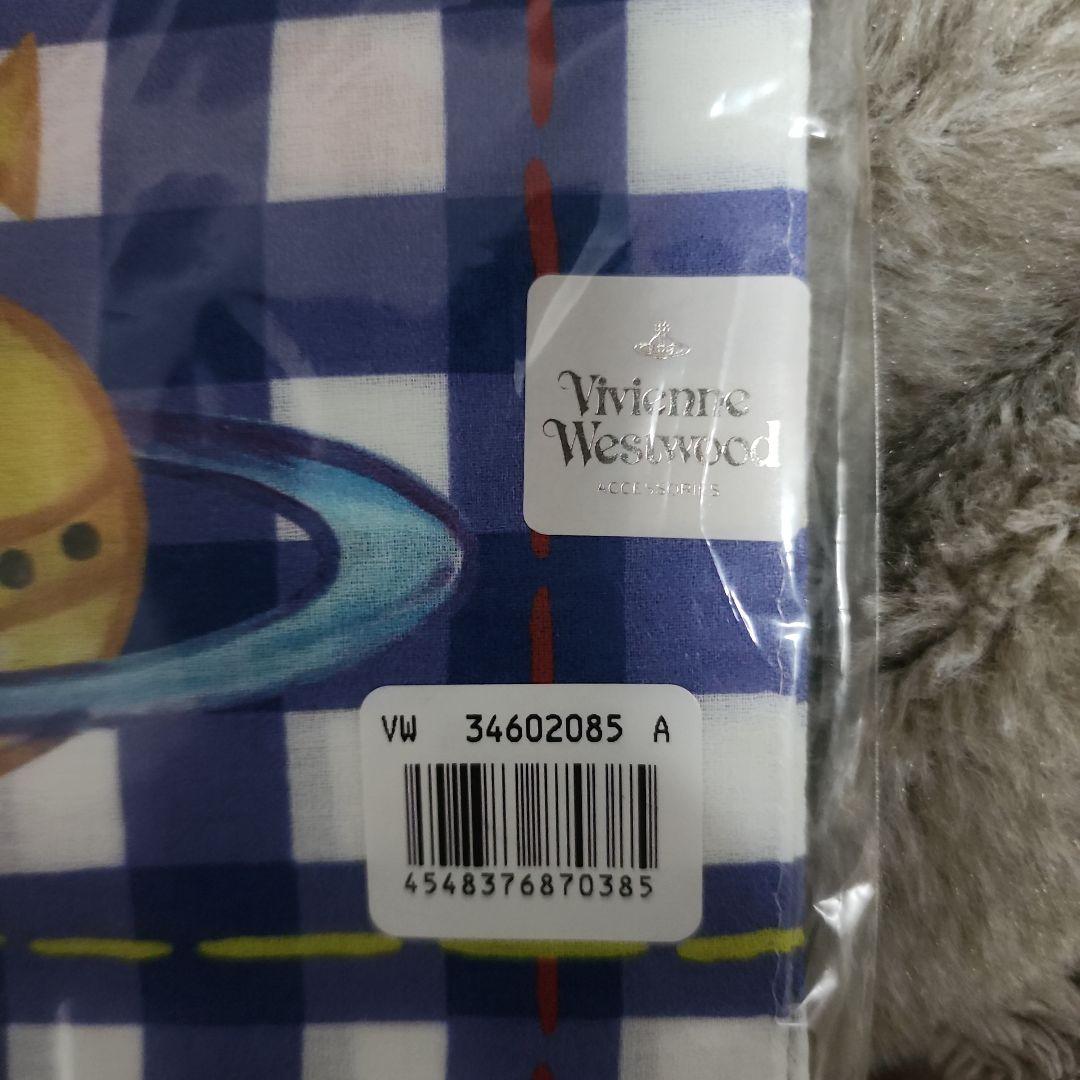 Vivienne
Westwood
ACCESSORIES
VW 34602085 A
4548376870385